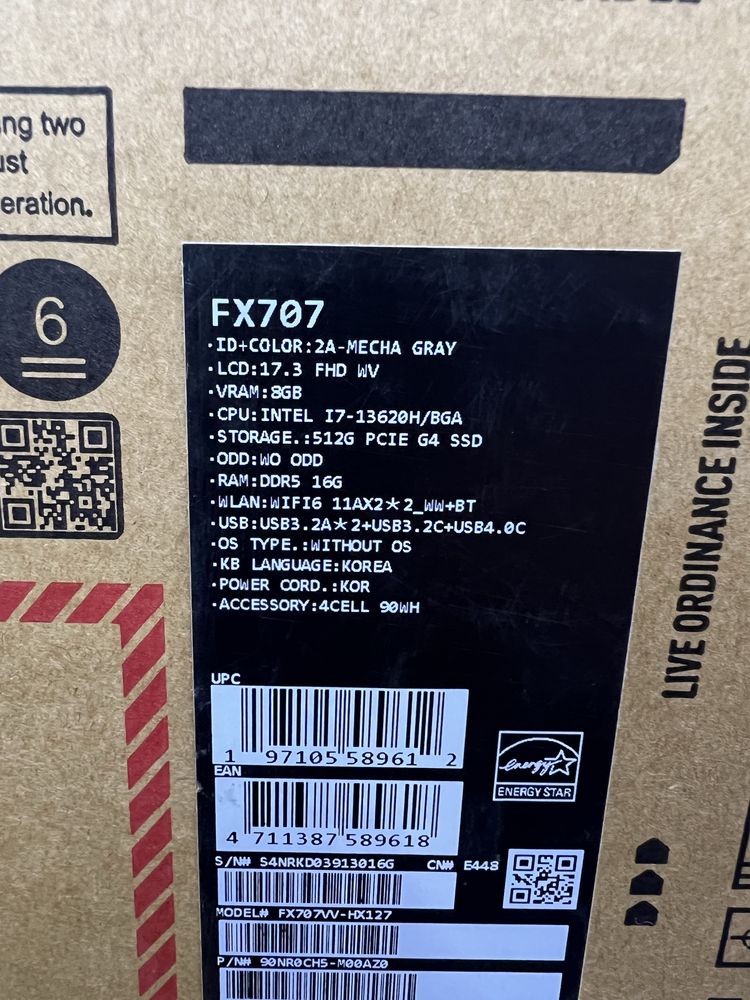 ng two
ust
eration.
6
FX707
·ID+COLOR:2A-MECHA GRAY
·LCD:17.3 FHD WV
·VRAM:8GB
·CPU:INTEL I7-13620H/BGA
·STORAGE.:512G PCIE G4 SSD
·ODD:WO ODD
·RAM:DDR5 16G
·WLAN:WIFI6 11AX2*2_WW+BT
·USB:USB3.2A*2+USB3.2C+USB4.0C
·OS TYPE.:WITHOUT OS
·KB LANGUAGE:KOREA
·POWER CORD.:KOR
·ACCESSORY:4CELL 90WH
UPC
1 97105 58961 2
EAN
4 711387 589618
energy
ENERGY STAR
S/N# S4NRKD03913016G CN# E448
MODEL# FX707VV-HX127
P/N# 90NR0CH5-M00AZ0
LIVE ORDINANCE INSIDE